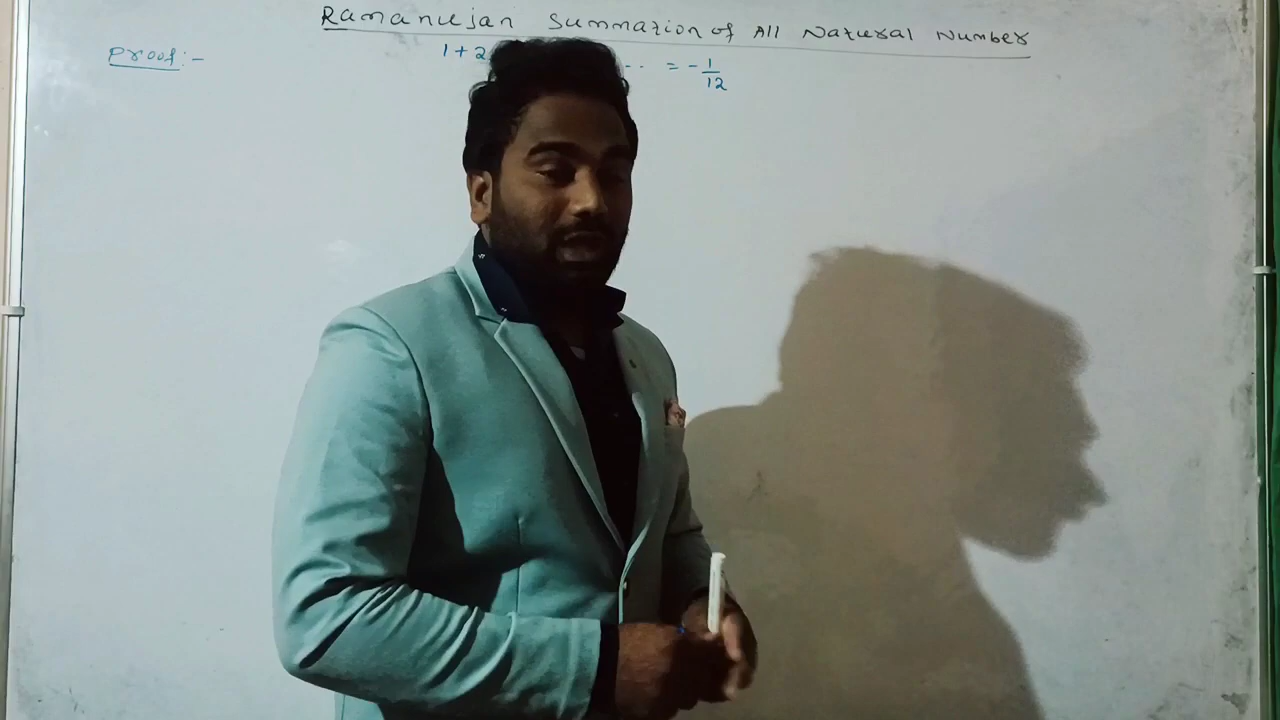 Ramanujan Summation of All Natural Number
Proof:- 1+2 .. = -1/12